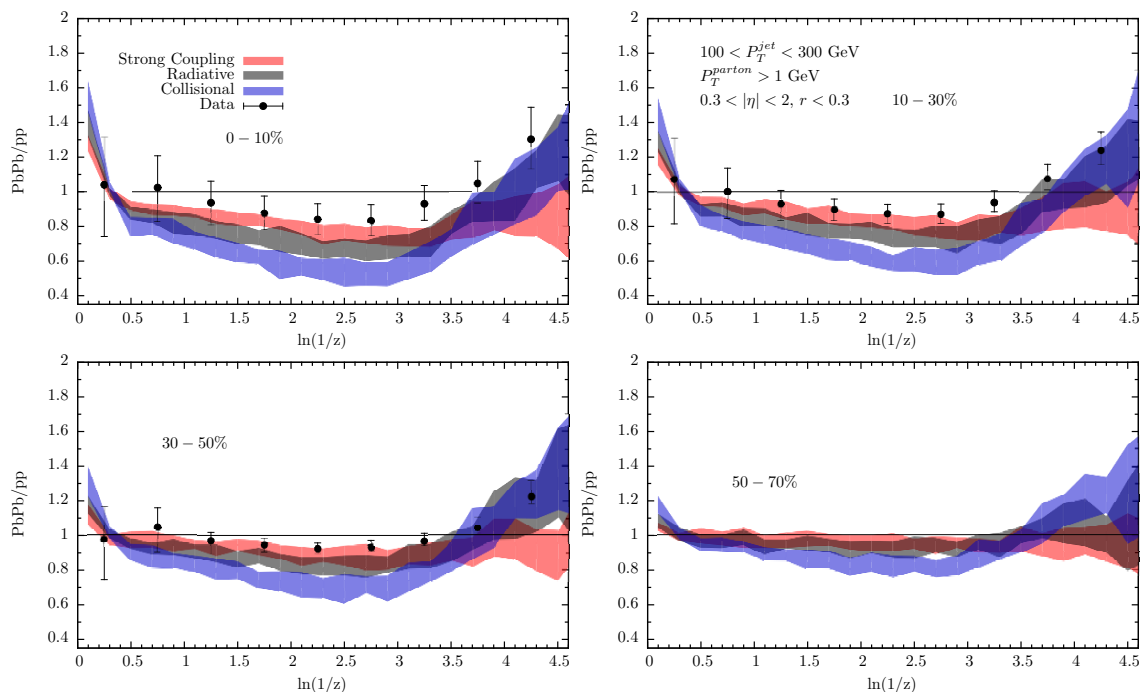 2
1.8
1.6
1.4
1.2
1
0.8
0.6
0.4
PbPb/pp
Strong Coupling
Radiative
Collisional
Data
0 − 10%
0 0.5 1 1.5 2 2.5 3 3.5 4 4.5
ln(1/z)
2
1.8
1.6
1.4
1.2
1
0.8
0.6
0.4
PbPb/pp
100 < P_T^{jet} < 300 GeV
P_T^{parton} > 1 GeV
0.3 < |η| < 2, r < 0.3 10 − 30%
0 0.5 1 1.5 2 2.5 3 3.5 4 4.5
ln(1/z)
2
1.8
1.6
1.4
1.2
1
0.8
0.6
0.4
PbPb/pp
30 − 50%
0 0.5 1 1.5 2 2.5 3 3.5 4 4.5
ln(1/z)
2
1.8
1.6
1.4
1.2
1
0.8
0.6
0.4
PbPb/pp
50 − 70%
0 0.5 1 1.5 2 2.5 3 3.5 4 4.5
ln(1/z)